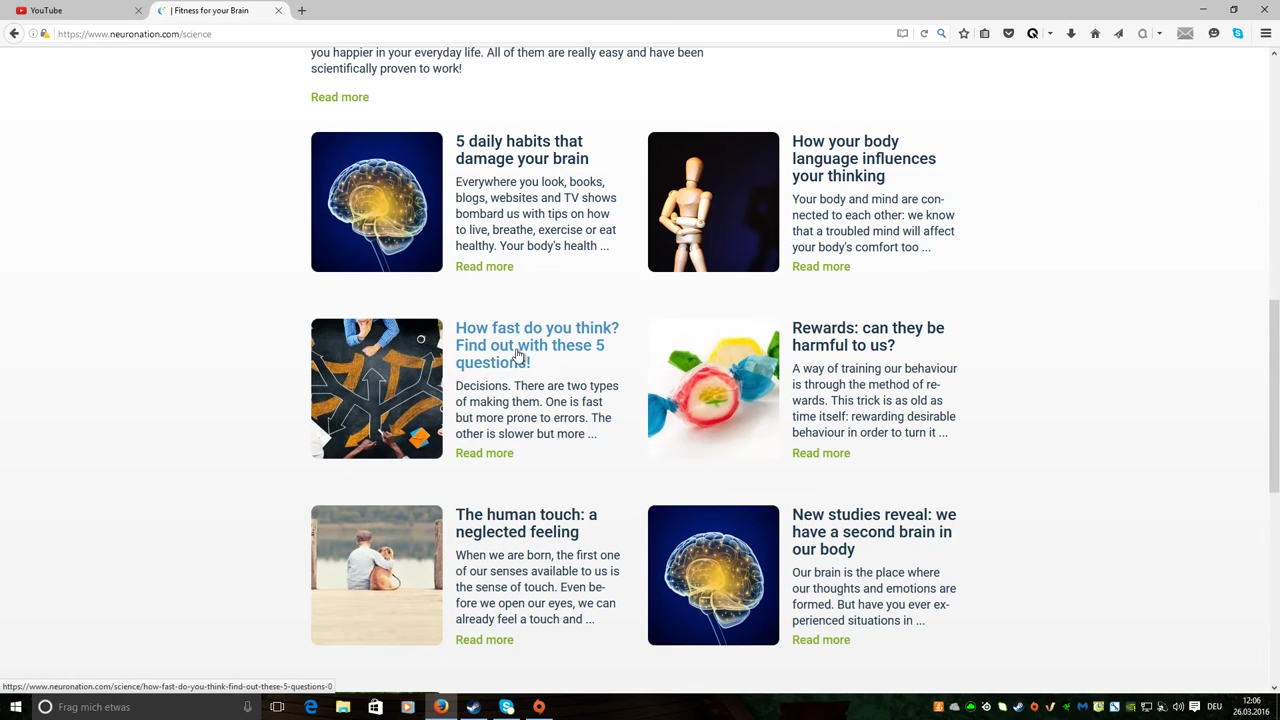 YouTube
| Fitness for your Brain
https://www.neuronation.com/science
you happier in your everyday life. All of them are really easy and have been
scientifically proven to work!
Read more
5 daily habits that
damage your brain
Everywhere you look, books,
blogs, websites and TV shows
bombard us with tips on how
to live, breathe, exercise or eat
healthy. Your body's health ...
Read more
How your body
language influences
your thinking
Your body and mind are con-
nected to each other: we know
that a troubled mind will affect
your body's comfort too ...
Read more
How fast do you think?
Find out with these 5
questions!
Decisions. There are two types
of making them. One is fast
but more prone to errors. The
other is slower but more ...
Read more
Rewards: can they be
harmful to us?
A way of training our behaviour
is through the method of re-
wards. This trick is as old as
time itself: rewarding desirable
behaviour in order to turn it ...
Read more
The human touch: a
neglected feeling
When we are born, the first one
of our senses available to us is
the sense of touch. Even be-
fore we open our eyes, we can
already feel a touch and ...
Read more
New studies reveal: we
have a second brain in
our body
Our brain is the place where
our thoughts and emotions are
formed. But have you ever ex-
perienced situations in ...
Read more
https://www.neuronation.com/science/how-fast-do-you-think-find-out-these-5-questions-0
Frag mich etwas
DEU
12:06
26.03.2016